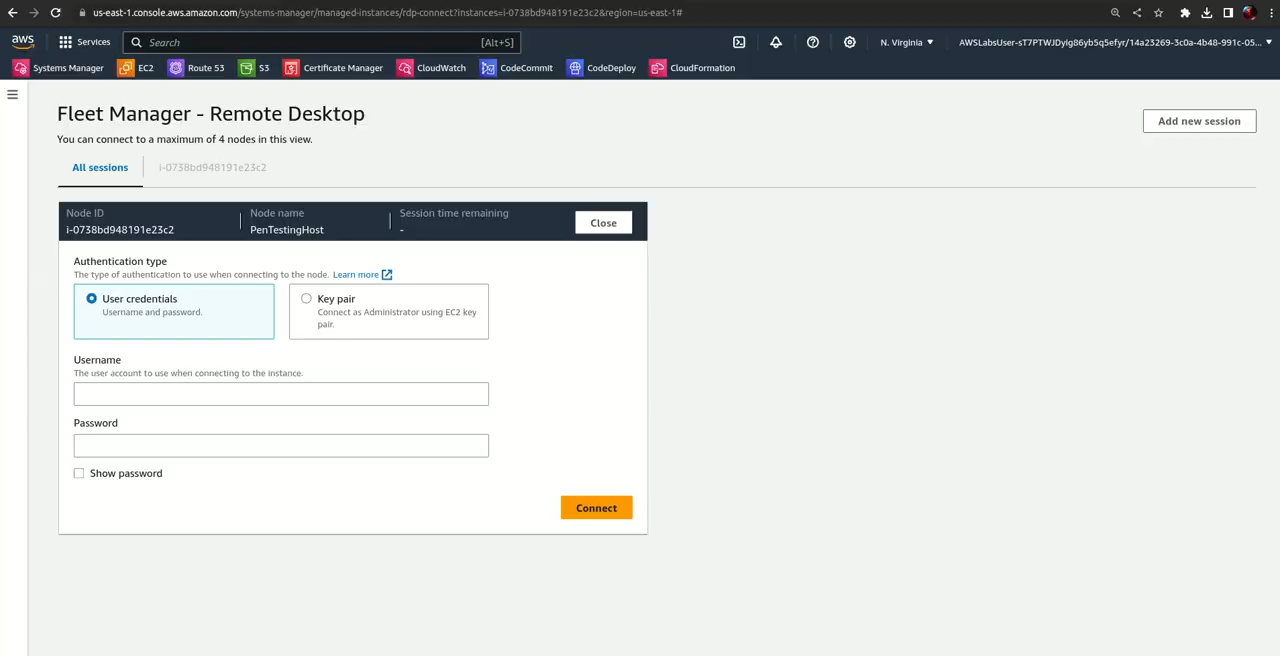 us-east-1.console.aws.amazon.com/systems-manager/managed-instances/rdp-connect?instances=i-0738bd948191e23c2&region=us-east-1#
aws Services Search [Alt+S] N. Virginia AWSLabsUser-sT7PTWJDyig86yb5q5efyr/14a23269-3c0a-4b48-991c-05...
Systems Manager EC2 Route 53 S3 Certificate Manager CloudWatch CodeCommit CodeDeploy CloudFormation
Fleet Manager - Remote Desktop
Add new session
You can connect to a maximum of 4 nodes in this view.
All sessions i-0738bd948191e23c2
Node ID Node name Session time remaining
i-0738bd948191e23c2 PenTestingHost -
Close
Authentication type
The type of authentication to use when connecting to the node. Learn more
User credentials
Username and password.
Key pair
Connect as Administrator using EC2 key
pair.
Username
The user account to use when connecting to the instance.
Password
Show password
Connect